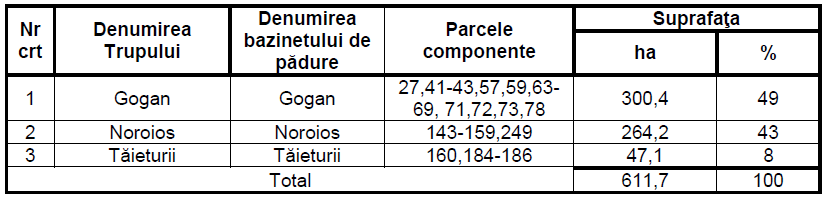 Nr crt Denumirea Trupului Denumirea bazinetului de pădure Parcele componente Suprafaţa
ha %
1 Gogan Gogan 27,41-43,57,59,63-69, 71,72,73,78 300,4 49
2 Noroios Noroios 143-159,249 264,2 43
3 Tăieturii Tăieturii 160,184-186 47,1 8
Total 611,7 100